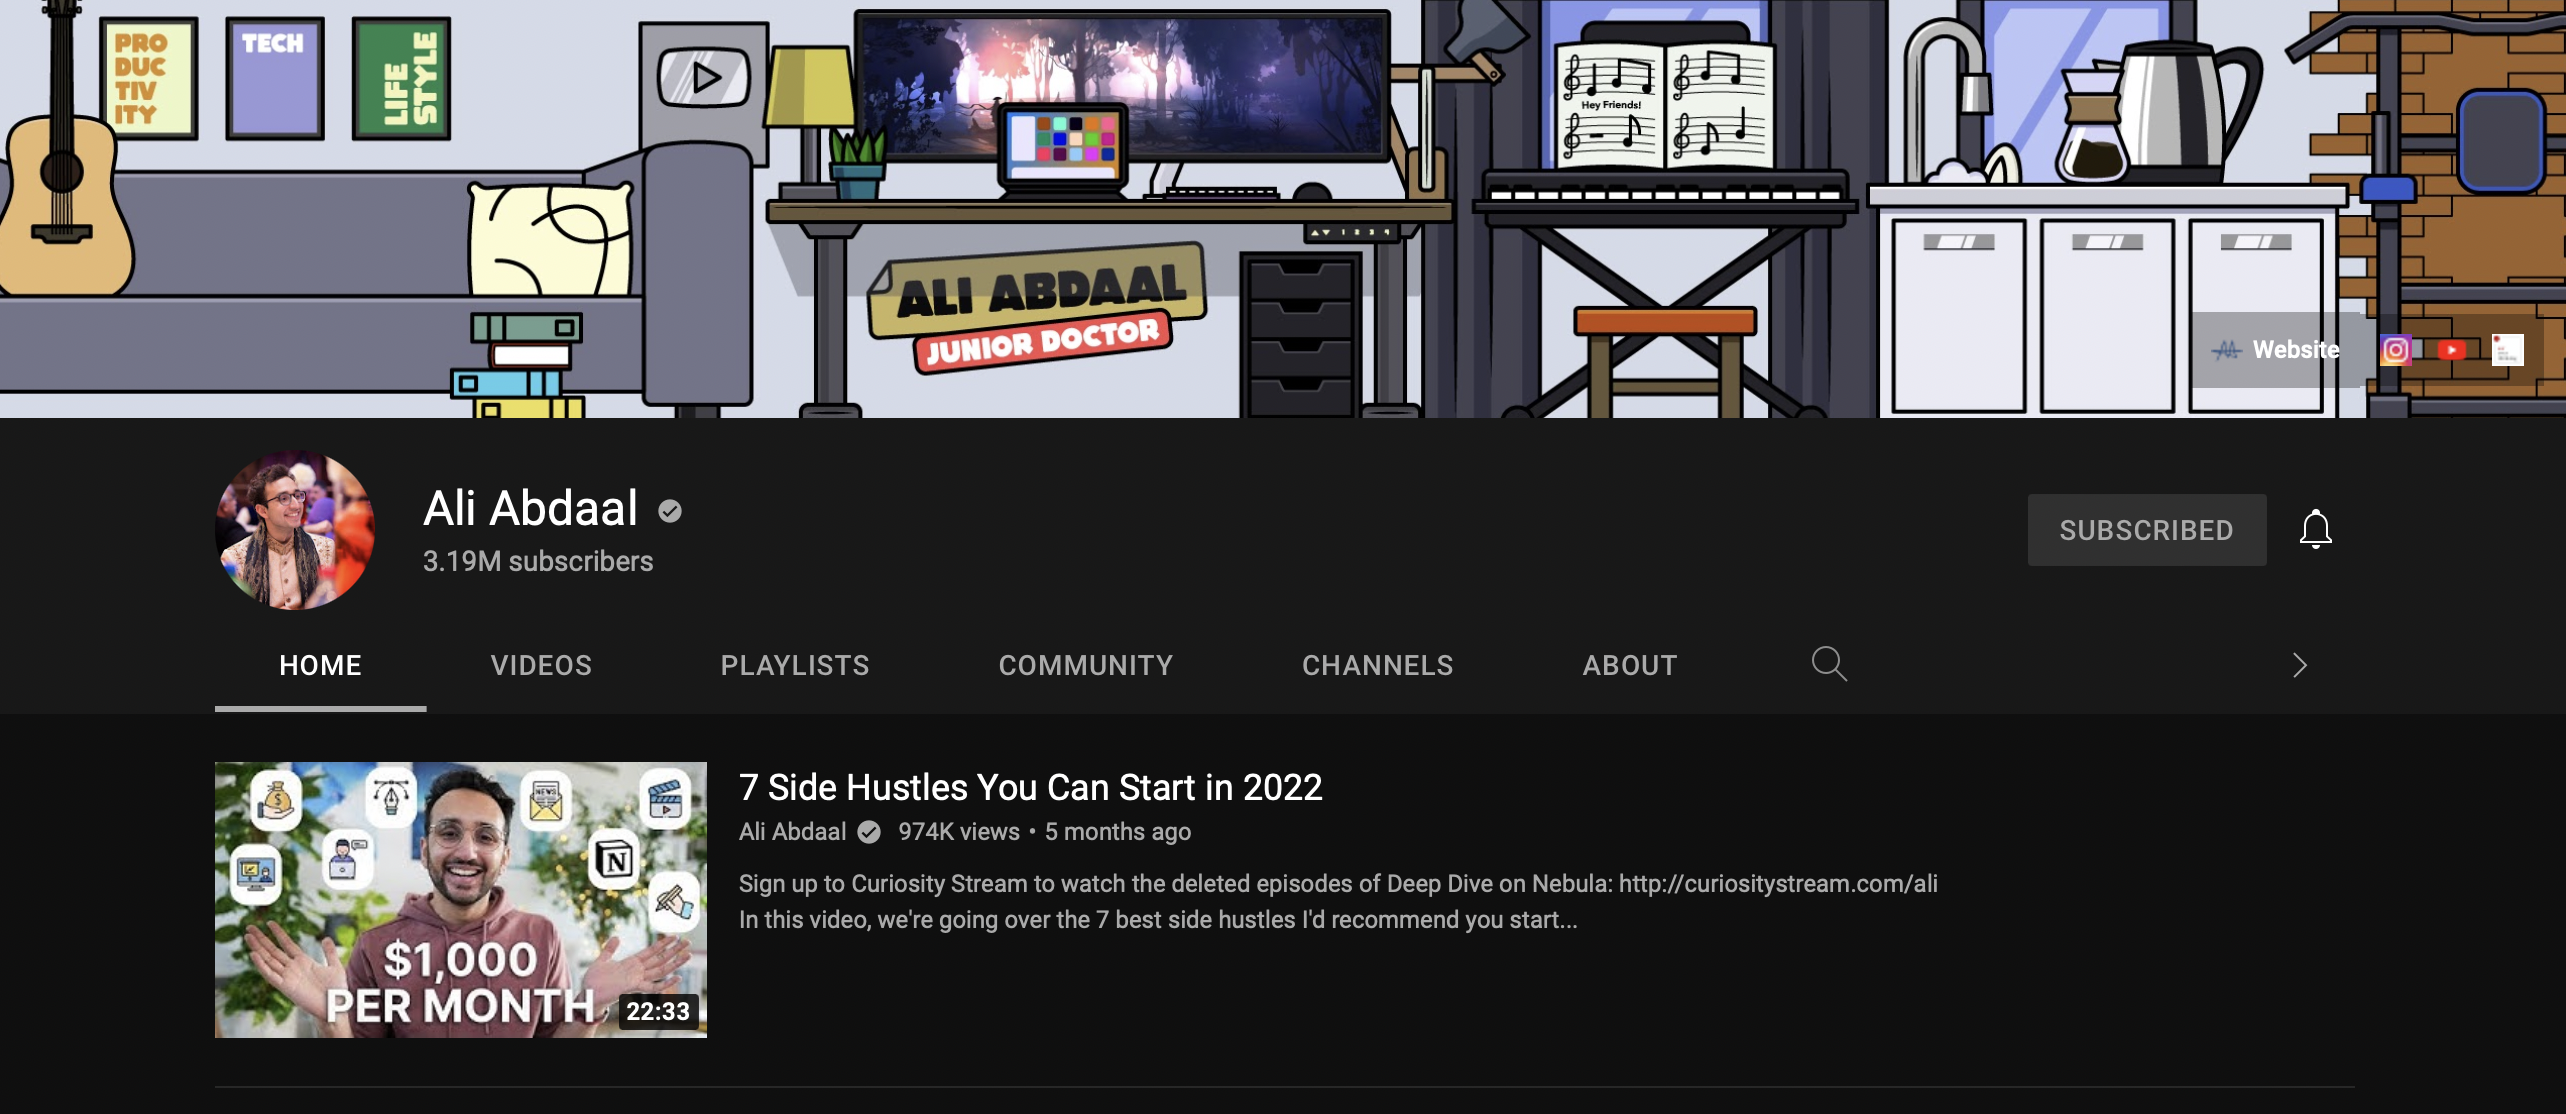 PRO
DUC
TIV
ITY
TECH
LIFE
STYLE
Hey Friends!
ALI ABDAAL
JUNIOR DOCTOR
Website
Ali Abdaal
3.19M subscribers
SUBSCRIBED
HOME
VIDEOS
PLAYLISTS
COMMUNITY
CHANNELS
ABOUT
NEWS
N
$1,000
PER MONTH
22:33
7 Side Hustles You Can Start in 2022
Ali Abdaal 974K views • 5 months ago
Sign up to Curiosity Stream to watch the deleted episodes of Deep Dive on Nebula: http://curiositystream.com/ali
In this video, we're going over the 7 best side hustles I'd recommend you start...